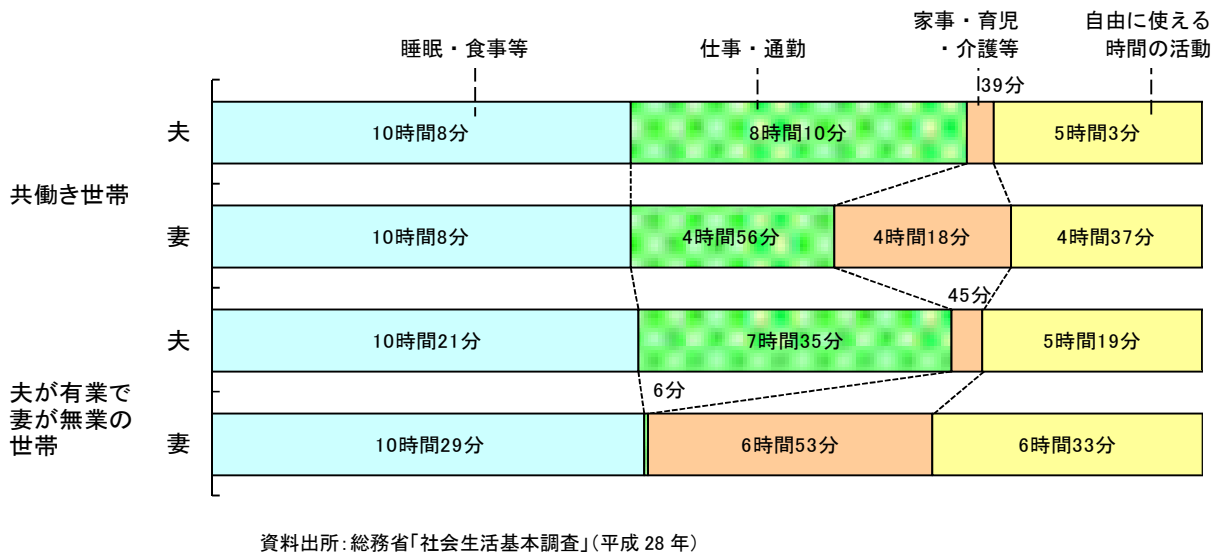 睡眠・食事等
仕事・通勤
家事・育児
・介護等
自由に使える
時間の活動
39分
夫
10時間8分
8時間10分
5時間3分
共働き世帯
妻
10時間8分
4時間56分
4時間18分
4時間37分
45分
夫
10時間21分
7時間35分
5時間19分
夫が有業で
妻が無業の
世帯
6分
妻
10時間29分
6時間53分
6時間33分
資料出所：総務省「社会生活基本調査」（平成 28 年）